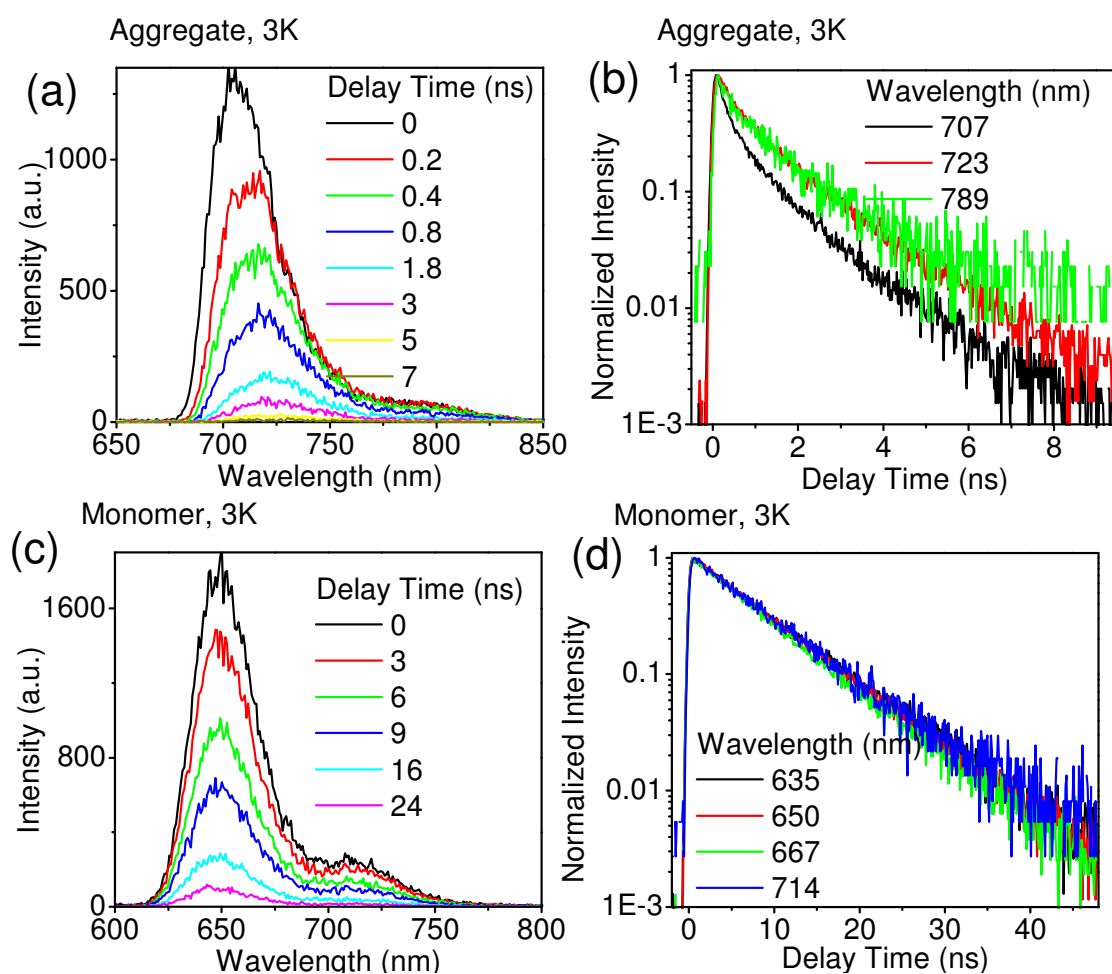 Aggregate, 3K
(a)
Delay Time (ns)
0
0.2
0.4
0.8
1.8
3
5
7
Intensity (a.u.)
1000
500
0
650 700 750 800 850
Wavelength (nm)
Aggregate, 3K
(b)
Wavelength (nm)
707
723
789
Normalized Intensity
1
0.1
0.01
1E-3
0 2 4 6 8
Delay Time (ns)
Monomer, 3K
(c)
Delay Time (ns)
0
3
6
9
16
24
Intensity (a.u.)
1600
800
0
600 650 700 750 800
Wavelength (nm)
Monomer, 3K
(d)
Wavelength (nm)
635
650
667
714
Normalized Intensity
1
0.1
0.01
1E-3
0 10 20 30 40
Delay Time (ns)